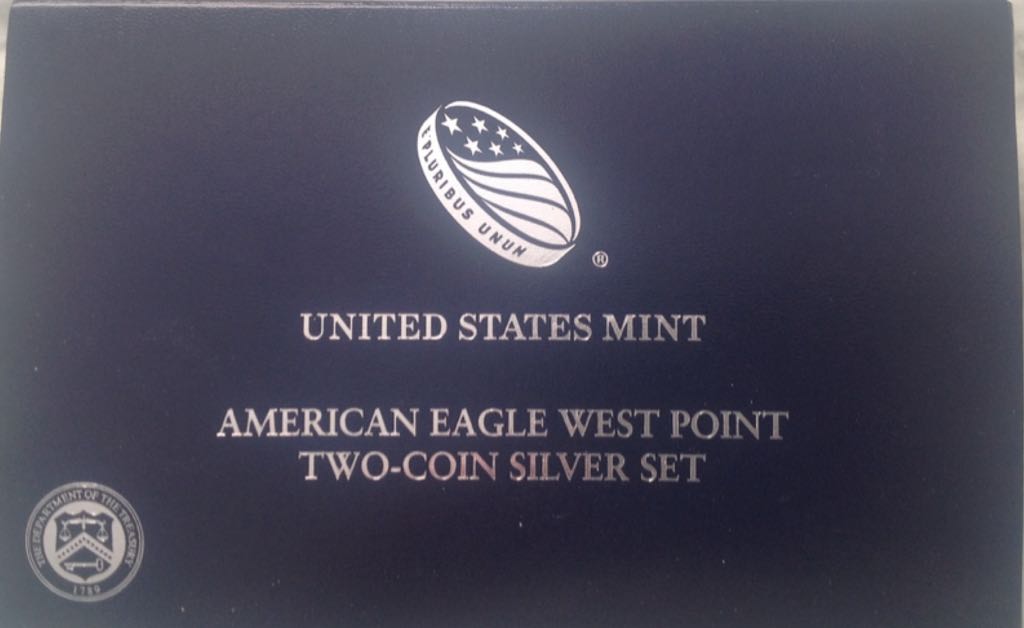 E PLURIBUS UNUM
®
UNITED STATES MINT
AMERICAN EAGLE WEST POINT
TWO-COIN SILVER SET
THE DEPARTMENT OF THE TREASURY
1789